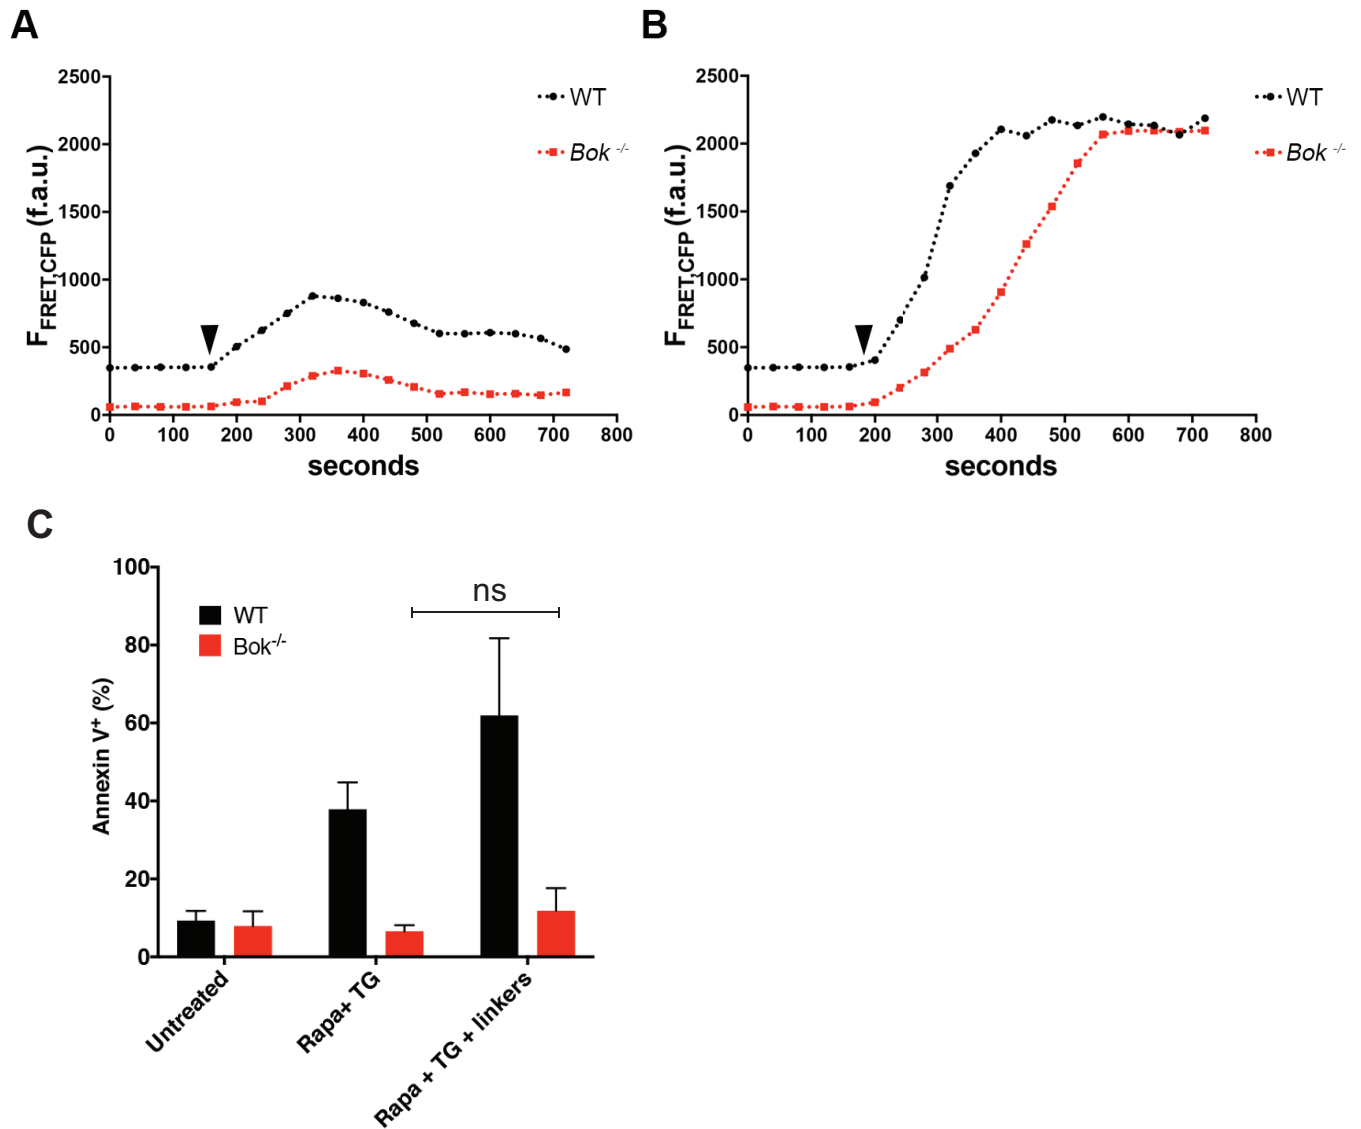 A
B
2500
2000
1500
1000
500
0
F FRET,CFP (f.a.u.)
0 100 200 300 400 500 600 700 800
seconds
WT
Bok -/-
2500
2000
1500
1000
500
0
F FRET,CFP (f.a.u.)
0 100 200 300 400 500 600 700 800
seconds
WT
Bok -/-
C
100
80
60
40
20
0
Annexin V+ (%)
WT
Bok-/-
ns
Untreated
Rapa+ TG
Rapa + TG + linkers